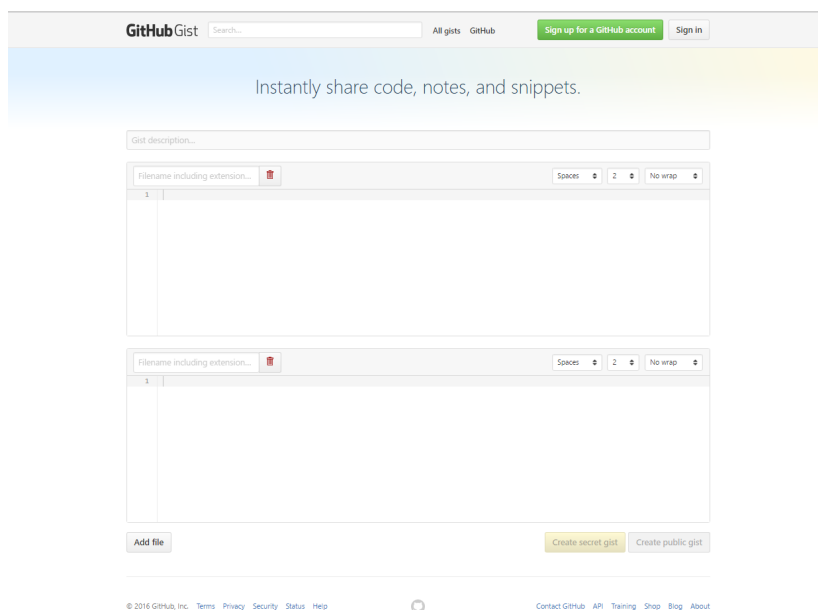 GitHub Gist Search... All gists GitHub Sign up for a GitHub account Sign in
Instantly share code, notes, and snippets.
Gist description...
Filename including extension... Spaces 2 No wrap
1
Filename including extension... Spaces 2 No wrap
1
Add file Create secret gist Create public gist
© 2016 GitHub, Inc. Terms Privacy Security Status Help Contact GitHub API Training Shop Blog About